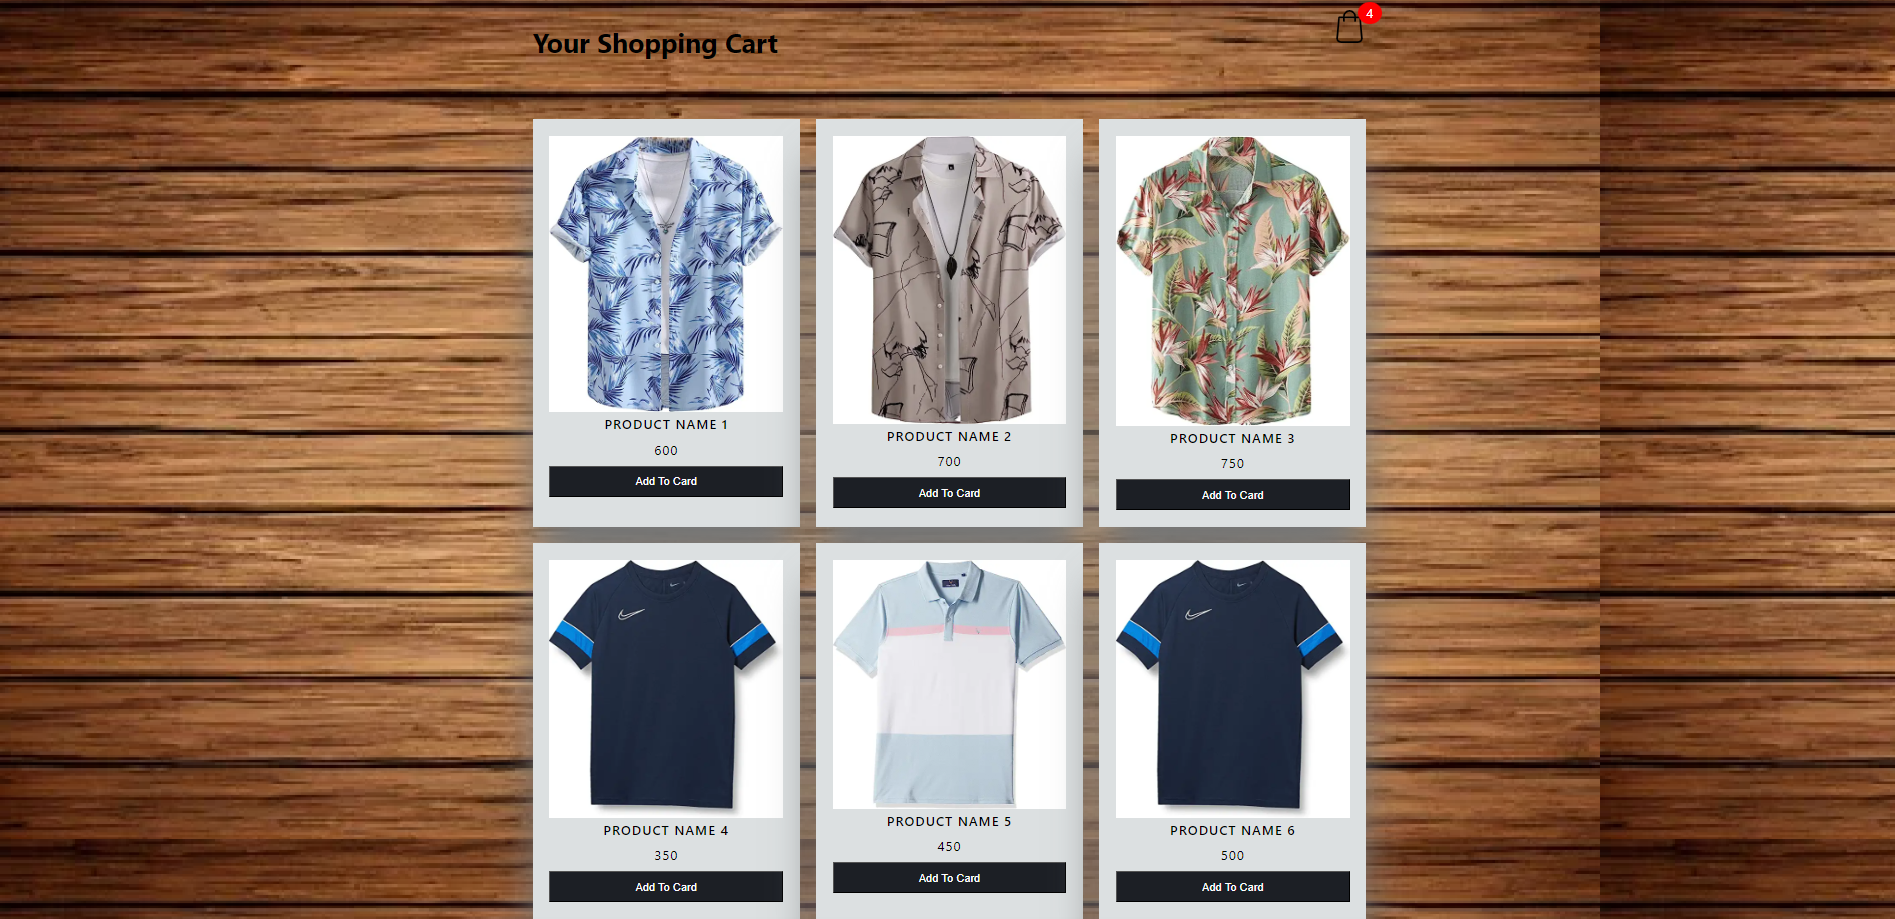 4
Your Shopping Cart
PRODUCT NAME 1
600
Add To Card
PRODUCT NAME 2
700
Add To Card
PRODUCT NAME 3
750
Add To Card
PRODUCT NAME 4
350
Add To Card
PRODUCT NAME 5
450
Add To Card
PRODUCT NAME 6
500
Add To Card